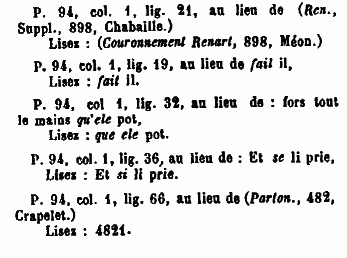 P. 94, col. 1, lig. 21, au lieu de (Ren.,
Suppl., 898, Chabaille.)
Lisez : (Couronnement Renart, 898, Méon.)
P. 94, col. 1, lig. 19, au lieu de fail il,
Lisez : fait il.
P. 94, col 1, lig. 32, au lieu de : fors tout
le mains qu'ele pot,
Lisez : que ele pot.
P. 94, col. 1, lig. 36, au lieu de : Et se li prie,
Lisez : Et si li prie.
P. 94, col. 1, lig. 66, au lieu de (Parton., 482,
Crapelet.)
Lisez : 4821.